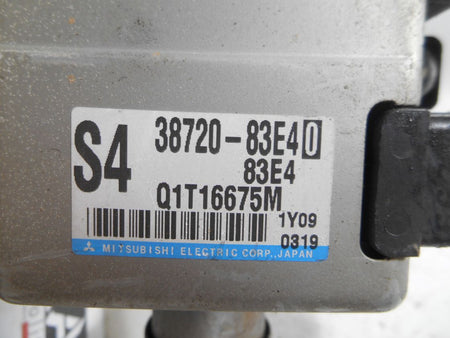 S4 38720-83E40
83E4
Q1T16675M
1Y09
0319
MITSUBISHI ELECTRIC CORP., JAPAN